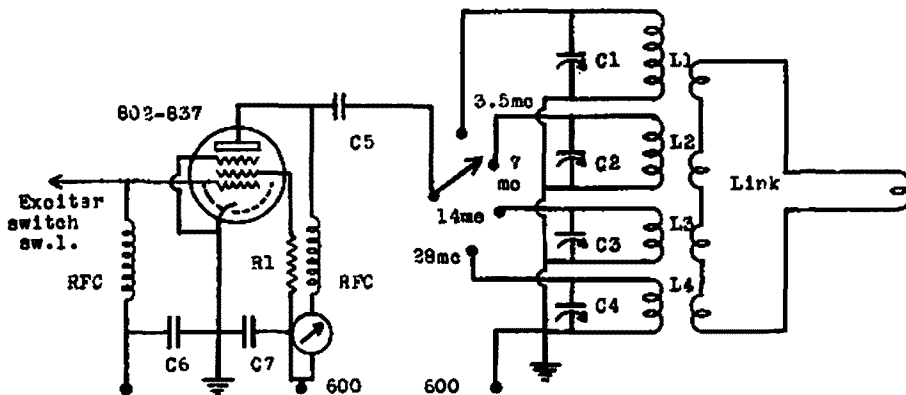 802-837
C5
3.5mc
C1
L1
7
mc
C2
L2
Link
Exciter
switch
sw.1.
14mc
C3
L3
R1
28mc
RFC
RFC
C4
L4
C6
C7
600
600